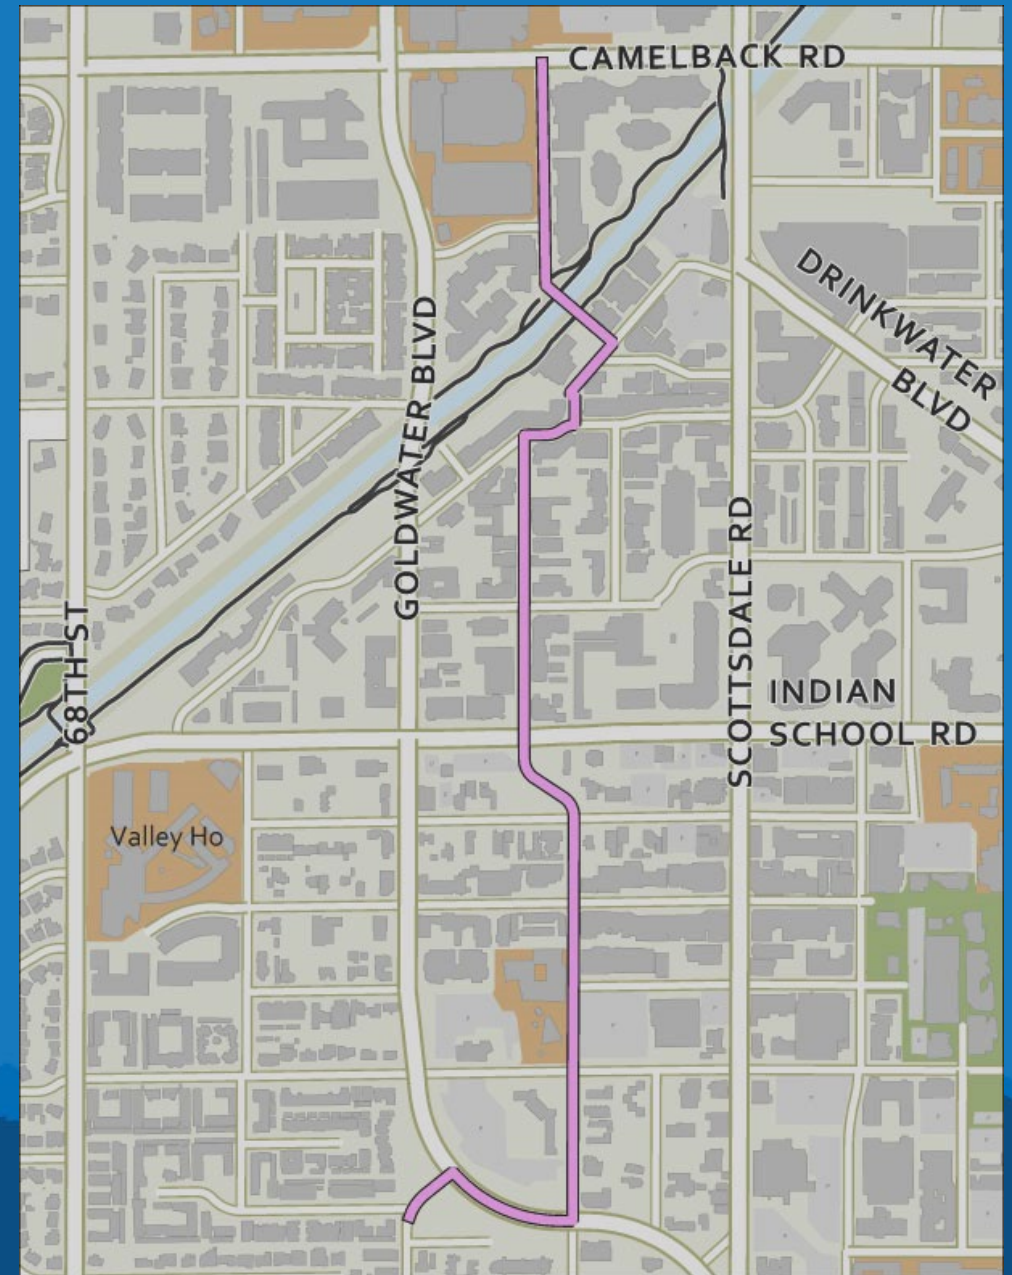 CAMELBACK RD
DRINKWATER
BLVD
GOLDWATER BLVD
SCOTTSDALE RD
68TH ST
INDIAN
SCHOOL RD
Valley Ho